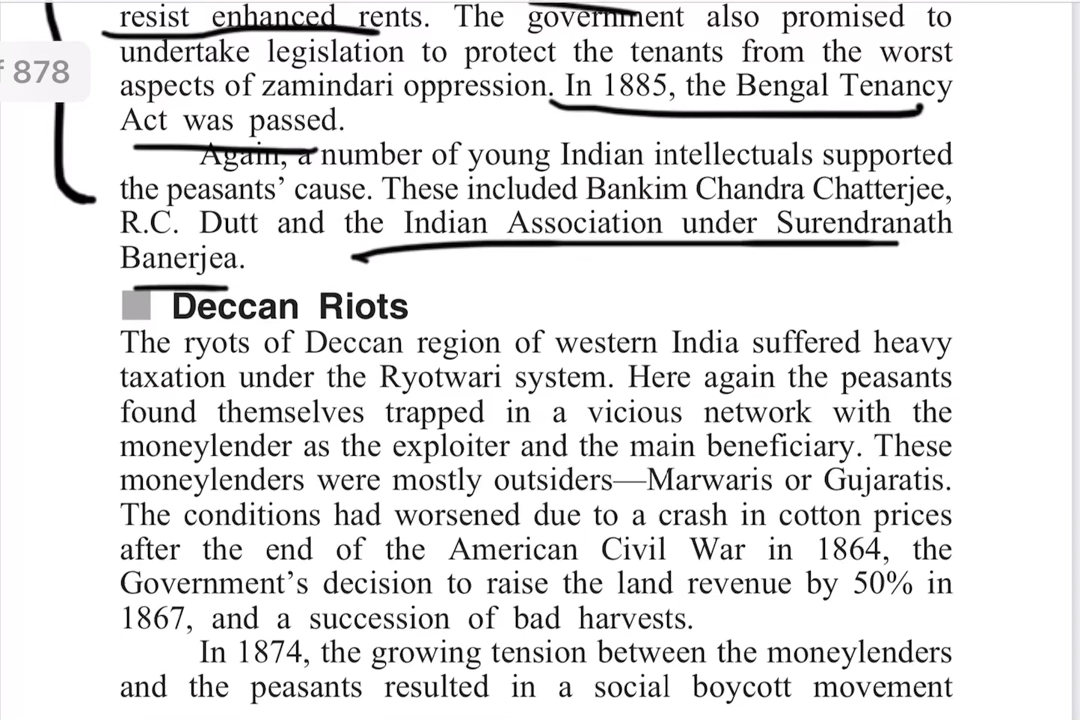 resist enhanced rents. The government also promised to
f 878
undertake legislation to protect the tenants from the worst
aspects of zamindari oppression. In 1885, the Bengal Tenancy
Act was passed.
Again, a number of young Indian intellectuals supported
the peasants’ cause. These included Bankim Chandra Chatterjee,
R.C. Dutt and the Indian Association under Surendranath
Banerjea.
Deccan Riots
The ryots of Deccan region of western India suffered heavy
taxation under the Ryotwari system. Here again the peasants
found themselves trapped in a vicious network with the
moneylender as the exploiter and the main beneficiary. These
moneylenders were mostly outsiders—Marwaris or Gujaratis.
The conditions had worsened due to a crash in cotton prices
after the end of the American Civil War in 1864, the
Government’s decision to raise the land revenue by 50% in
1867, and a succession of bad harvests.
In 1874, the growing tension between the moneylenders
and the peasants resulted in a social boycott movement